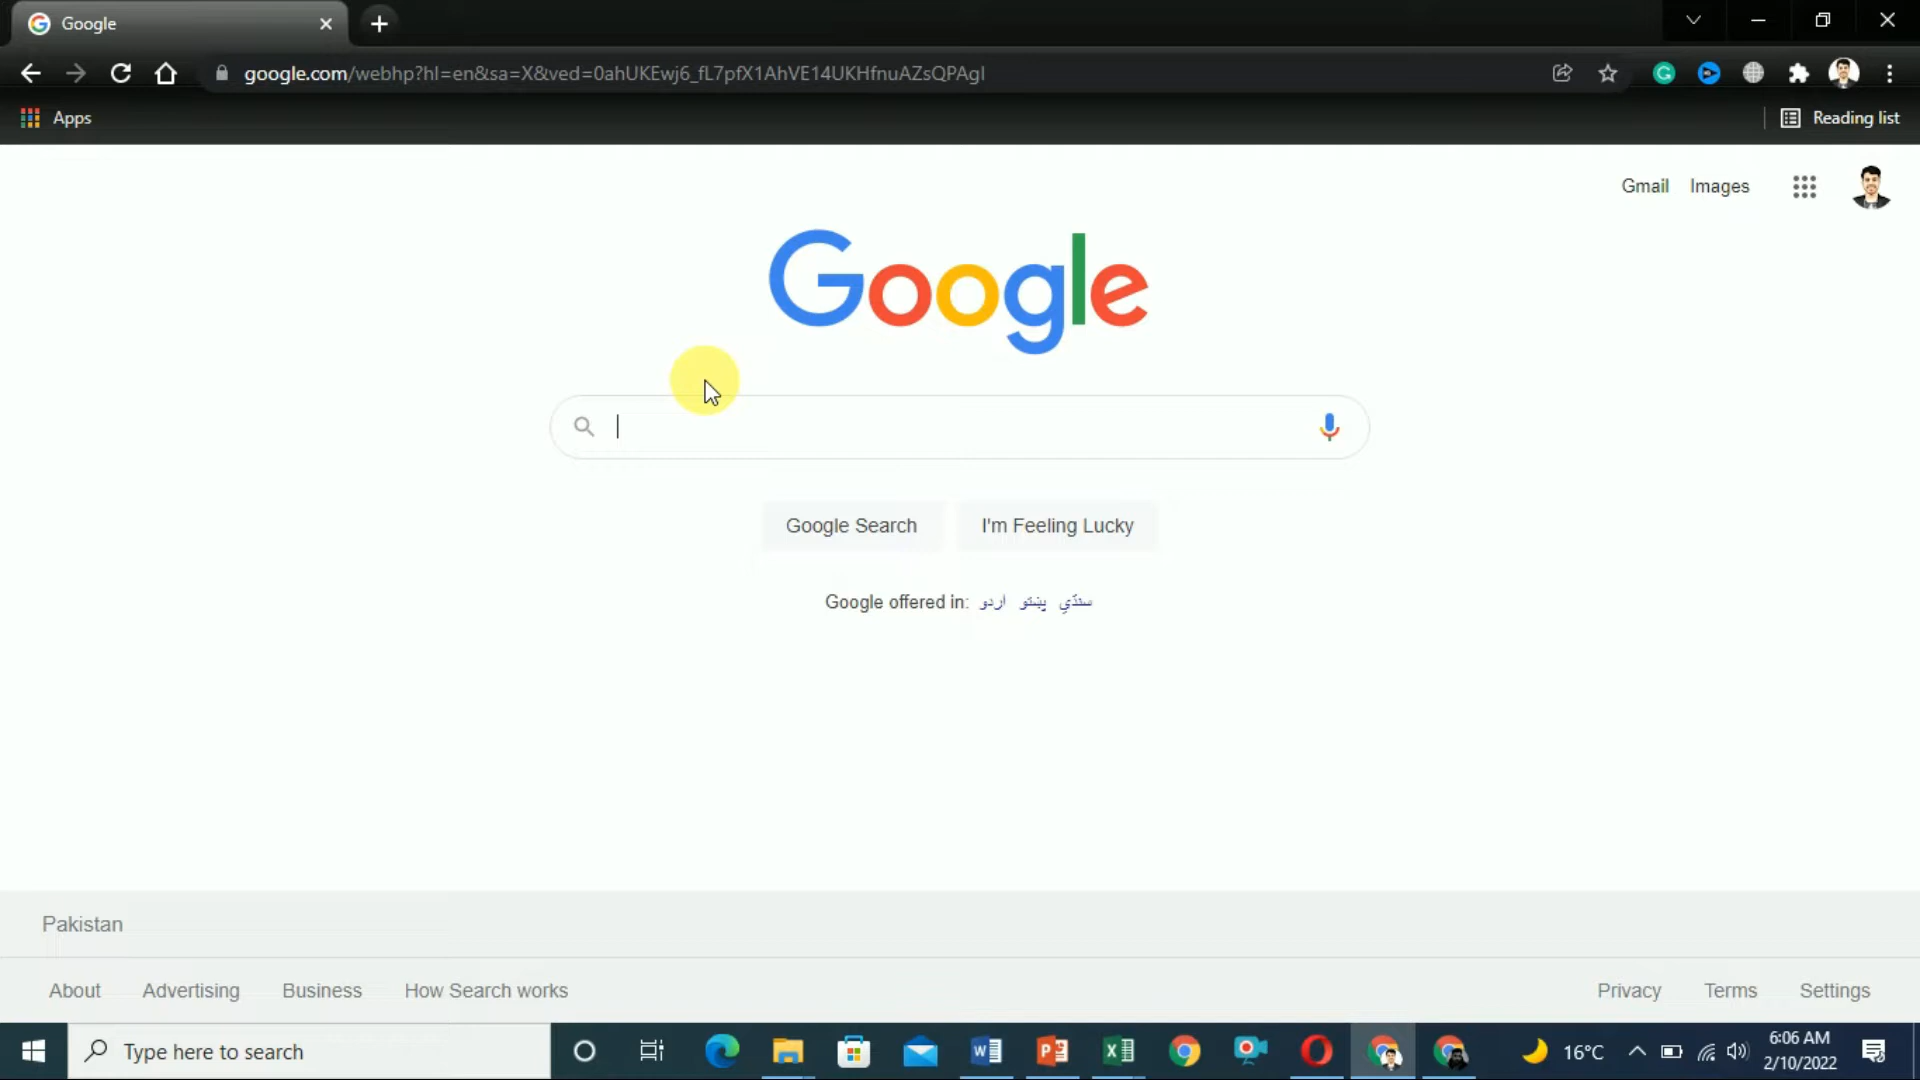 Google
google.com/webhp?hl=en&sa=X&ved=0ahUKEwj6_fL7pfX1AhVE14UKHfnuAZsQPAgI
Apps
Reading list
Gmail Images
Google
Google Search I'm Feeling Lucky
Google offered in: اردو پښتو سنڌي
Pakistan
About Advertising Business How Search works
Privacy Terms Settings
Type here to search
16°C
6:06 AM
2/10/2022